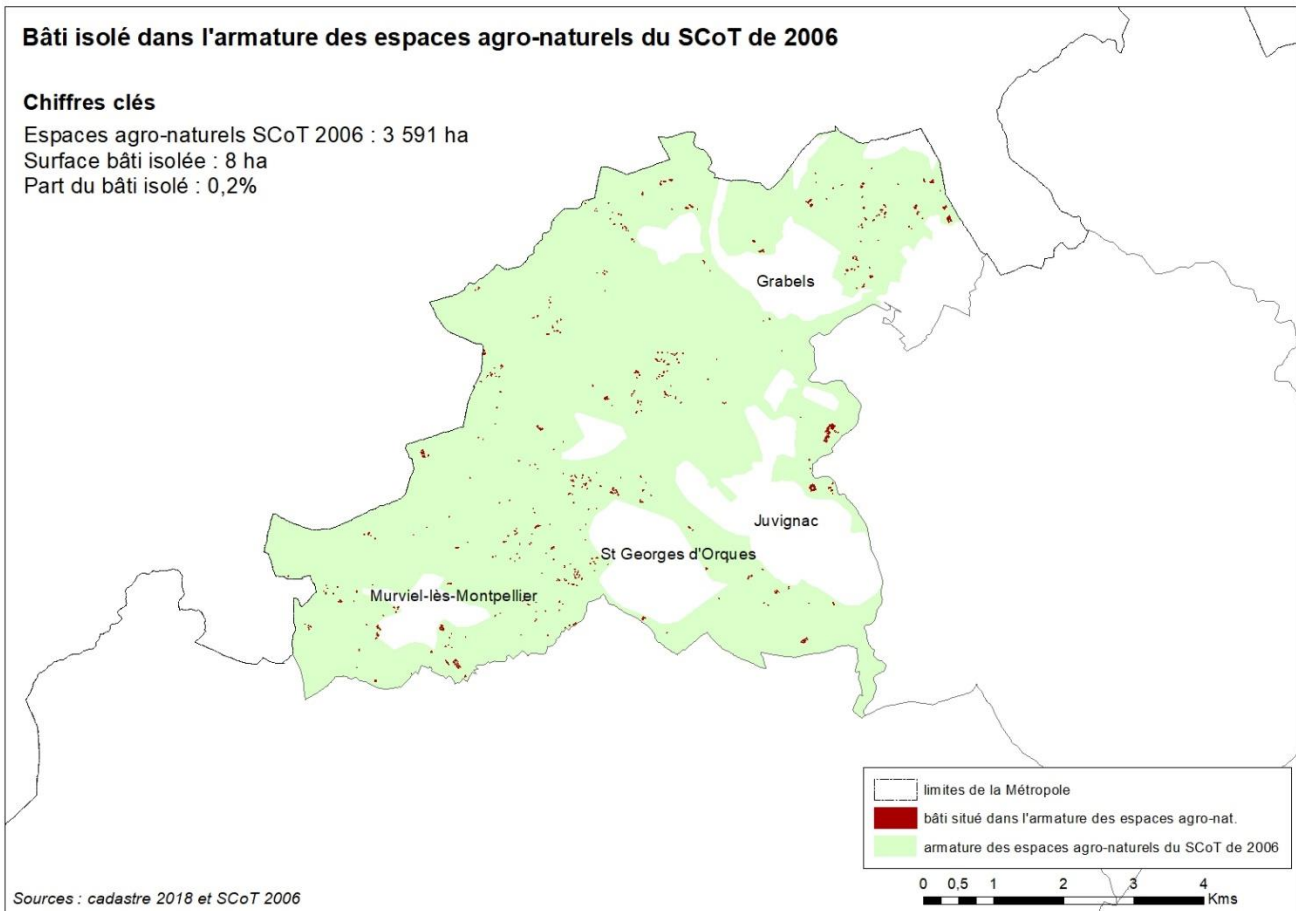 Bâti isolé dans l'armature des espaces agro-naturels du SCoT de 2006
Chiffres clés
Espaces agro-naturels SCoT 2006 : 3 591 ha
Surface bâti isolée : 8 ha
Part du bâti isolé : 0,2%
Grabels
Juvignac
St Georges d'Orques
Murviel-lès-Montpellier
limites de la Métropole
bâti situé dans l'armature des espaces agro-nat.
armature des espaces agro-naturels du SCoT de 2006
Sources : cadastre 2018 et SCoT 2006
0 0,5 1 2 3 4
Kms